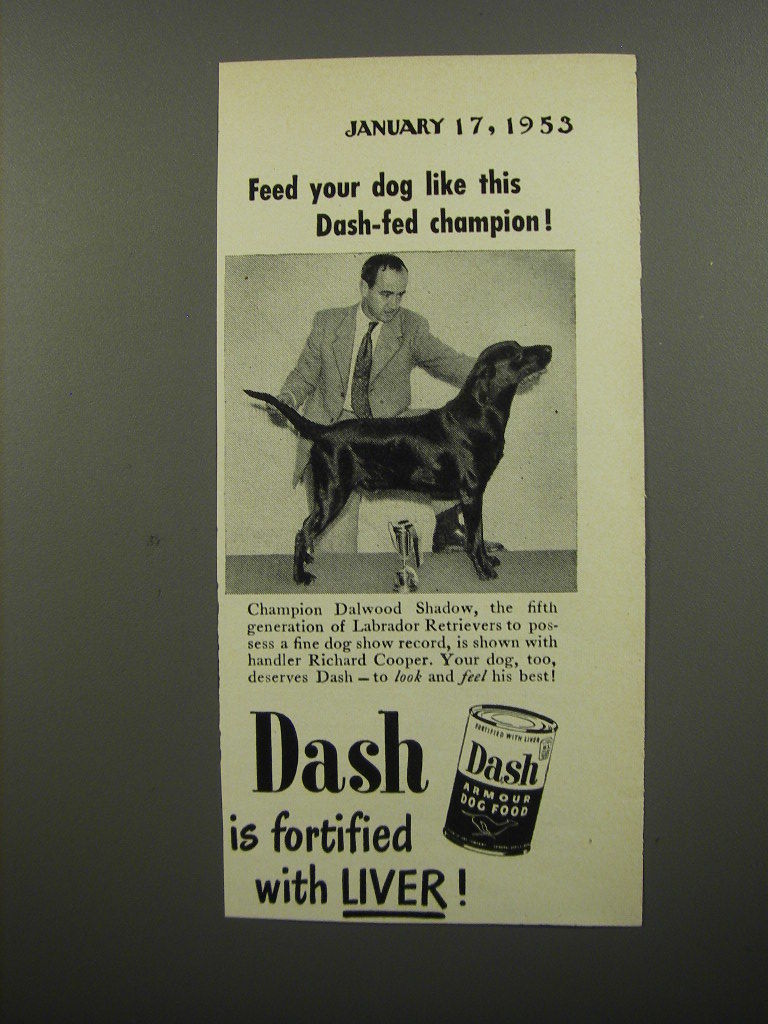 JANUARY 17, 1953
Feed your dog like this
Dash-fed champion!
Champion Dalwood Shadow, the fifth
generation of Labrador Retrievers to pos-
sess a fine dog show record, is shown with
handler Richard Cooper. Your dog, too,
deserves Dash — to look and feel his best!
Dash
is fortified
with LIVER!
FORTIFIED WITH LIVER
Dash
ARMOUR
DOG FOOD